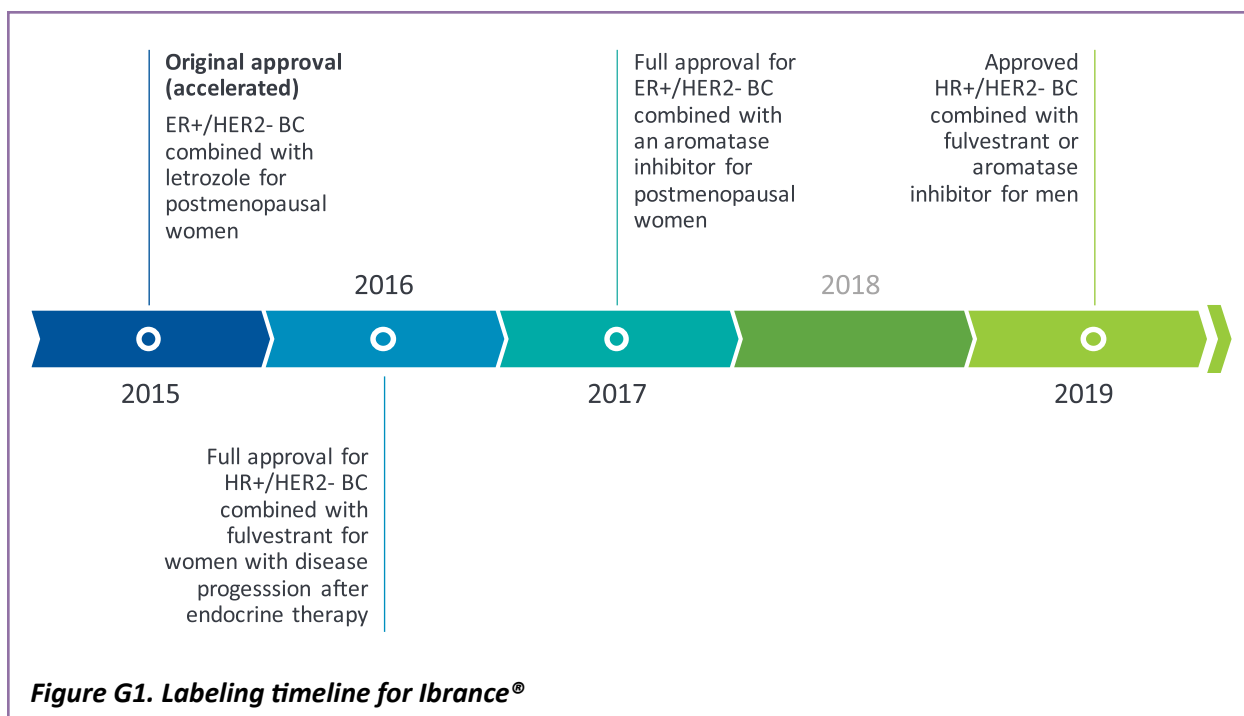 Original approval
(accelerated)
ER+/HER2- BC
combined with
letrozole for
postmenopausal
women
Full approval for
ER+/HER2- BC
combined with
an aromatase
inhibitor for
postmenopausal
women
Approved
HR+/HER2- BC
combined with
fulvestrant or
aromatase
inhibitor for men
2016
2018
2015
2017
2019
Full approval for
HR+/HER2- BC
combined with
fulvestrant for
women with disease
progesssion after
endocrine therapy
Figure G1. Labeling timeline for Ibrance®